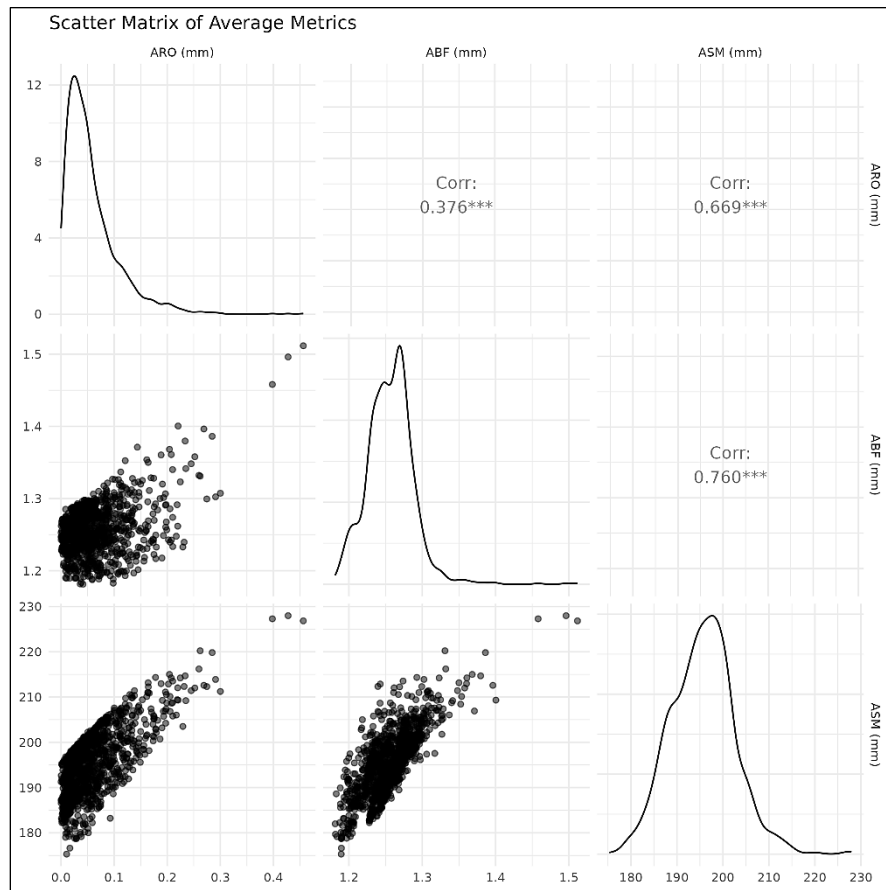 Scatter Matrix of Average Metrics
ARO (mm) ABF (mm) ASM (mm)
12
8
4
0
Corr:
0.376***
Corr:
0.669***
ARO (mm)
1.5
1.4
1.3
1.2
Corr:
0.760***
ABF (mm)
230
220
210
200
190
180
ASM (mm)
0.0 0.1 0.2 0.3 0.4 1.2 1.3 1.4 1.5 180 190 200 210 220 230